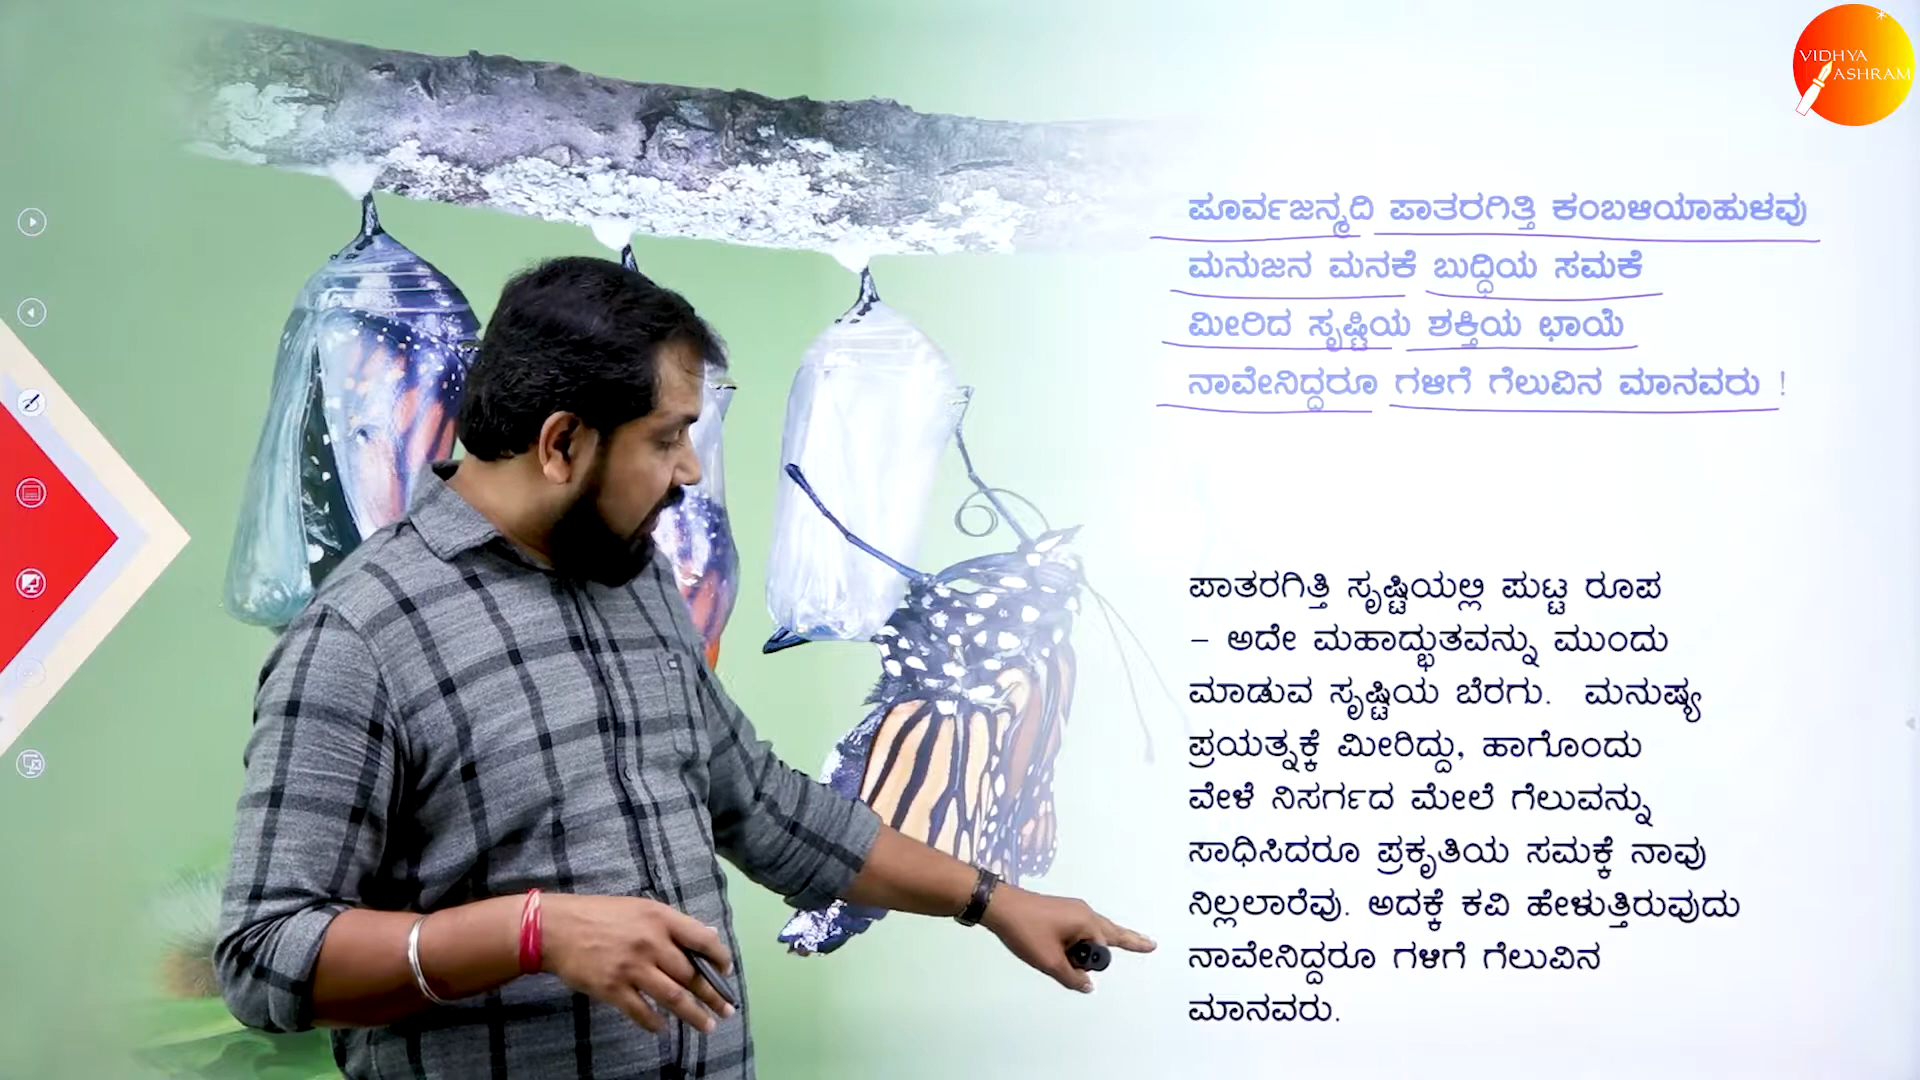 VIDHYA
ASHRAM
ಪೂರ್ವಜನ್ಮದಿ ಪಾತರಗಿತ್ತಿ ಕಂಬಳಿಯಾಹುಳವು
ಮನುಜನ ಮನಕೆ ಬುದ್ಧಿಯ ಸಮಕೆ
ಮೀರಿದ ಸೃಷ್ಟಿಯ ಶಕ್ತಿಯ ಛಾಯೆ
ನಾವೇನಿದ್ದರೂ ಗಳಿಗೆ ಗೆಲುವಿನ ಮಾನವರು !
ಪಾತರಗಿತ್ತಿ ಸೃಷ್ಟಿಯಲ್ಲಿ ಪುಟ್ಟ ರೂಪ
– ಅದೇ ಮಹಾದ್ಭುತವನ್ನು ಮುಂದು
ಮಾಡುವ ಸೃಷ್ಟಿಯ ಬೆರಗು. ಮನುಷ್ಯ
ಪ್ರಯತ್ನಕ್ಕೆ ಮೀರಿದ್ದು, ಹಾಗೊಂದು
ವೇಳೆ ನಿಸರ್ಗದ ಮೇಲೆ ಗೆಲುವನ್ನು
ಸಾಧಿಸಿದರೂ ಪ್ರಕೃತಿಯ ಸಮಕ್ಕೆ ನಾವು
ನಿಲ್ಲಲಾರೆವು. ಅದಕ್ಕೆ ಕವಿ ಹೇಳುತ್ತಿರುವುದು
ನಾವೇನಿದ್ದರೂ ಗಳಿಗೆ ಗೆಲುವಿನ
ಮಾನವರು.